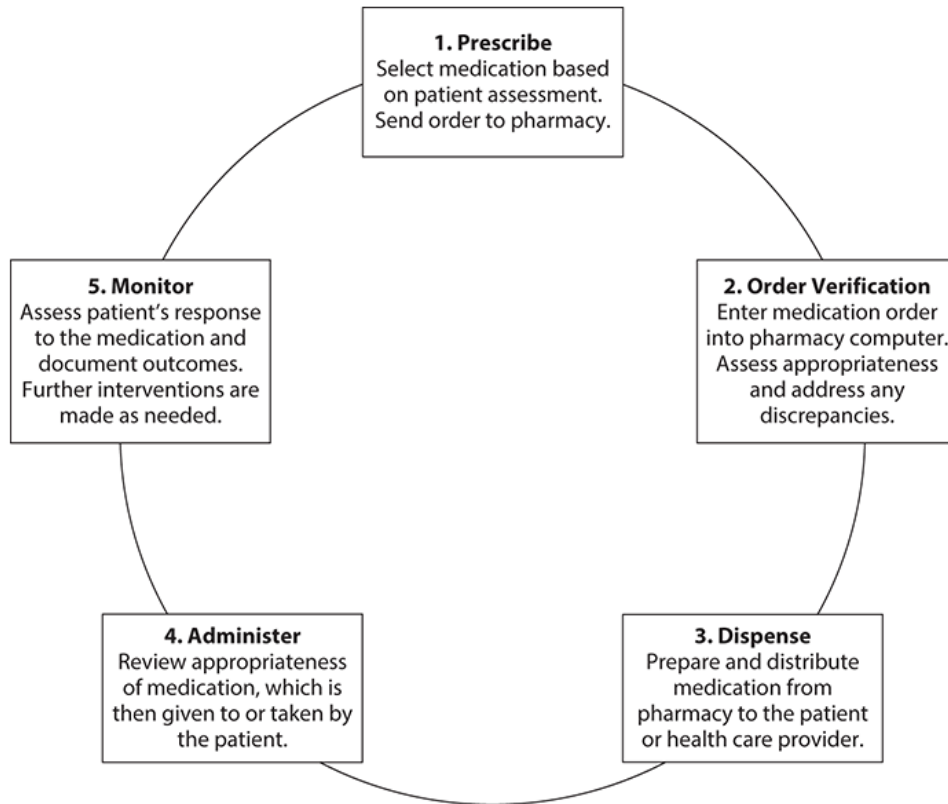 1. Prescribe
Select medication based
on patient assessment.
Send order to pharmacy.
2. Order Verification
Enter medication order
into pharmacy computer.
Assess appropriateness
and address any
discrepancies.
3. Dispense
Prepare and distribute
medication from
pharmacy to the patient
or health care provider.
4. Administer
Review appropriateness
of medication, which is
then given to or taken by
the patient.
5. Monitor
Assess patient’s response
to the medication and
document outcomes.
Further interventions are
made as needed.